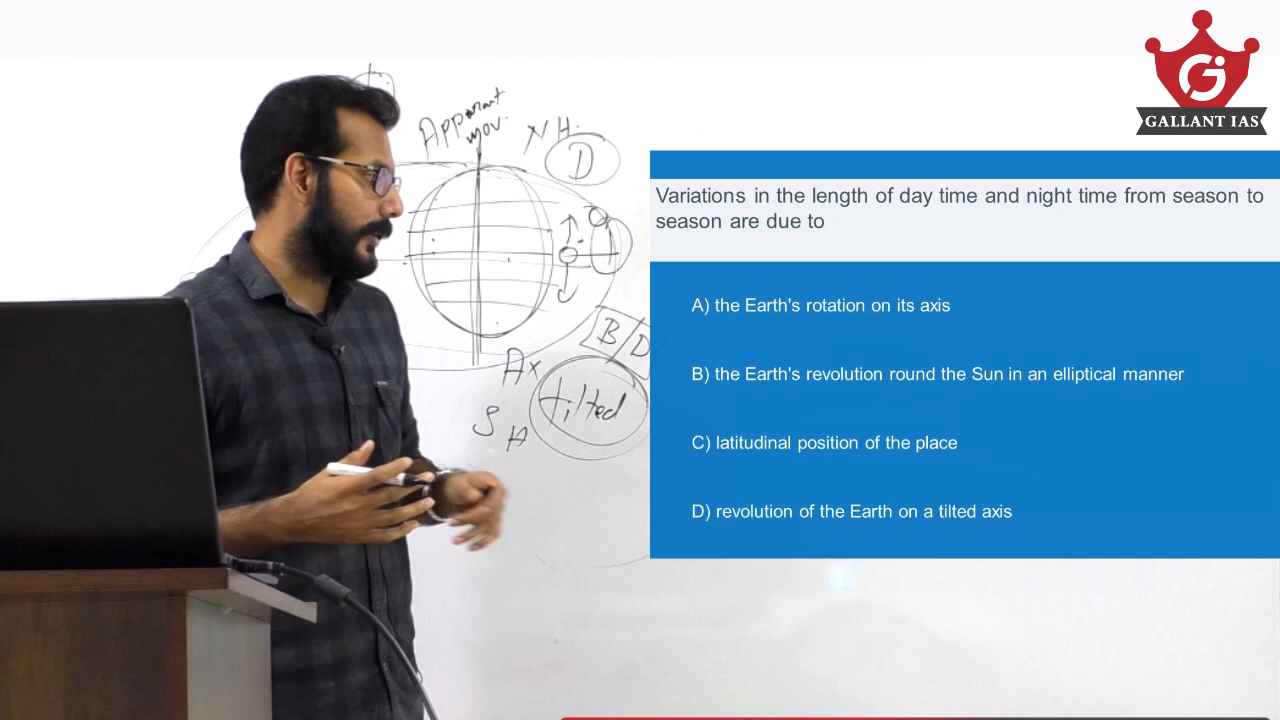 GALLANT IAS
Apparant
mov.
N H.
D
B/D
Ax
tilted
S H
Variations in the length of day time and night time from season to
season are due to
A) the Earth's rotation on its axis
B) the Earth's revolution round the Sun in an elliptical manner
C) latitudinal position of the place
D) revolution of the Earth on a tilted axis